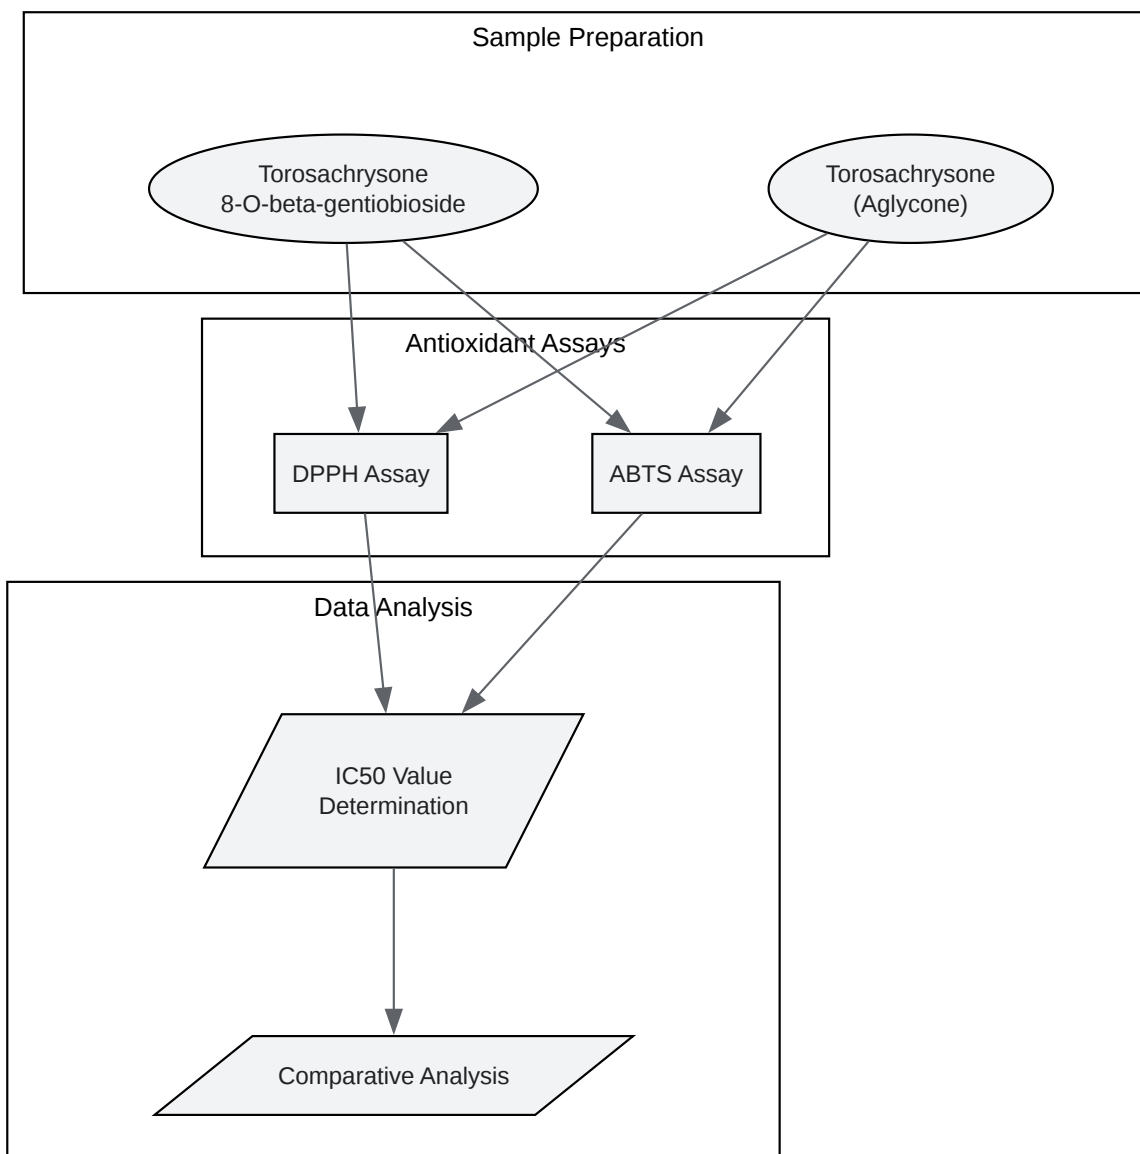 Sample Preparation
Torosachrysone
8-O-beta-gentiobioside
Torosachrysone
(Aglycone)
Antioxidant Assays
DPPH Assay
ABTS Assay
Data Analysis
IC50 Value
Determination
Comparative Analysis